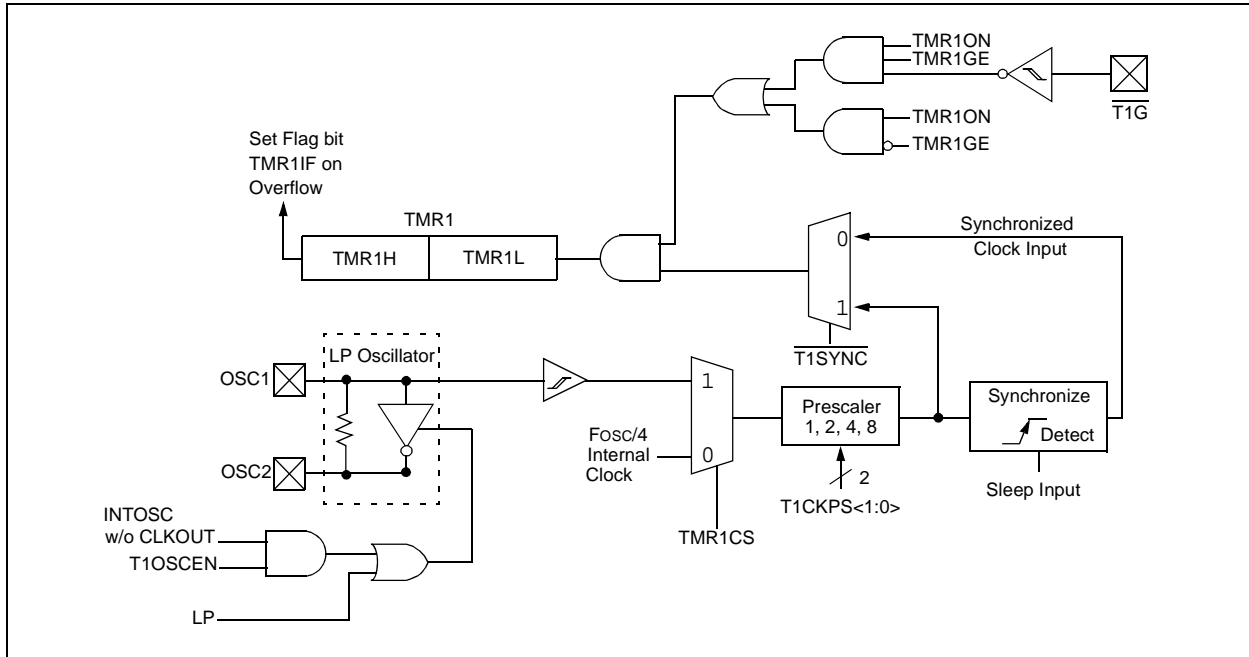 TMR1ON
TMR1GE
T1G
TMR1ON
TMR1GE
Set Flag bit
TMR1IF on
Overflow
TMR1
TMR1H
TMR1L
0
1
Synchronized
Clock Input
T1SYNC
LP Oscillator
OSC1
OSC2
1
0
FOSC/4
Internal
Clock
TMR1CS
Prescaler
1, 2, 4, 8
2
T1CKPS<1:0>
Synchronize
Detect
Sleep Input
INTOSC
w/o CLKOUT
T1OSCEN
LP